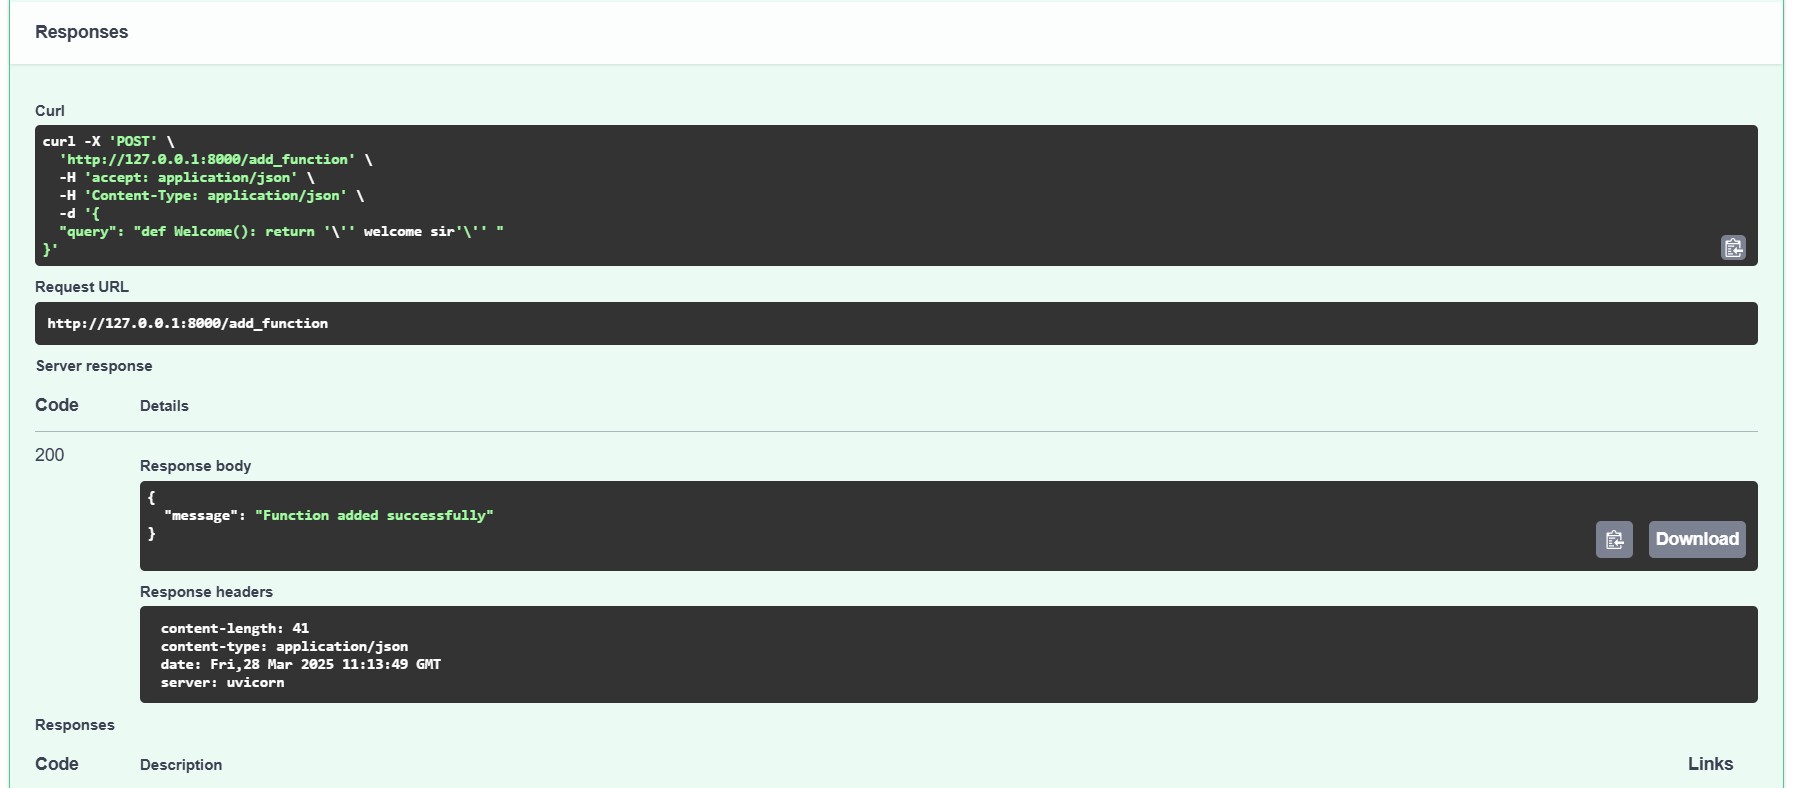 Responses
Curl
curl -X 'POST' \
  'http://127.0.0.1:8000/add_function' \
  -H 'accept: application/json' \
  -H 'Content-Type: application/json' \
  -d '{
  "query": "def Welcome(): return '\'' welcome sir'\'' "
}'
Request URL
http://127.0.0.1:8000/add_function
Server response
Code Details
200
Response body
{
  "message": "Function added successfully"
}
Download
Response headers
content-length: 41
content-type: application/json
date: Fri,28 Mar 2025 11:13:49 GMT
server: uvicorn
Responses
Code Description Links